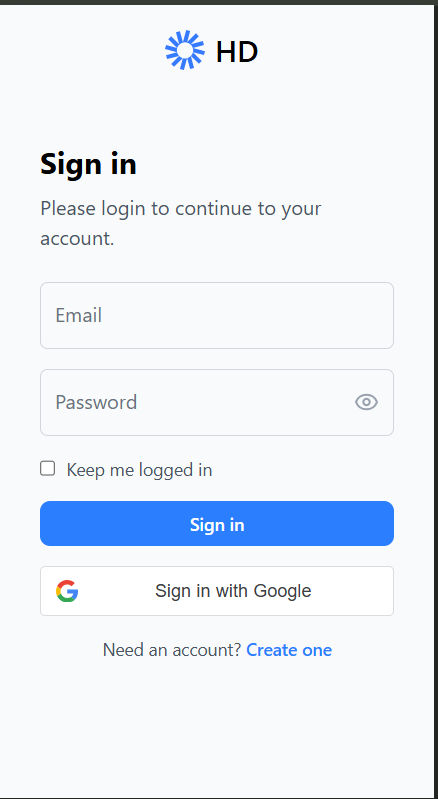 HD
Sign in
Please login to continue to your
account.
Email
Password
Keep me logged in
Sign in
Sign in with Google
Need an account? Create one